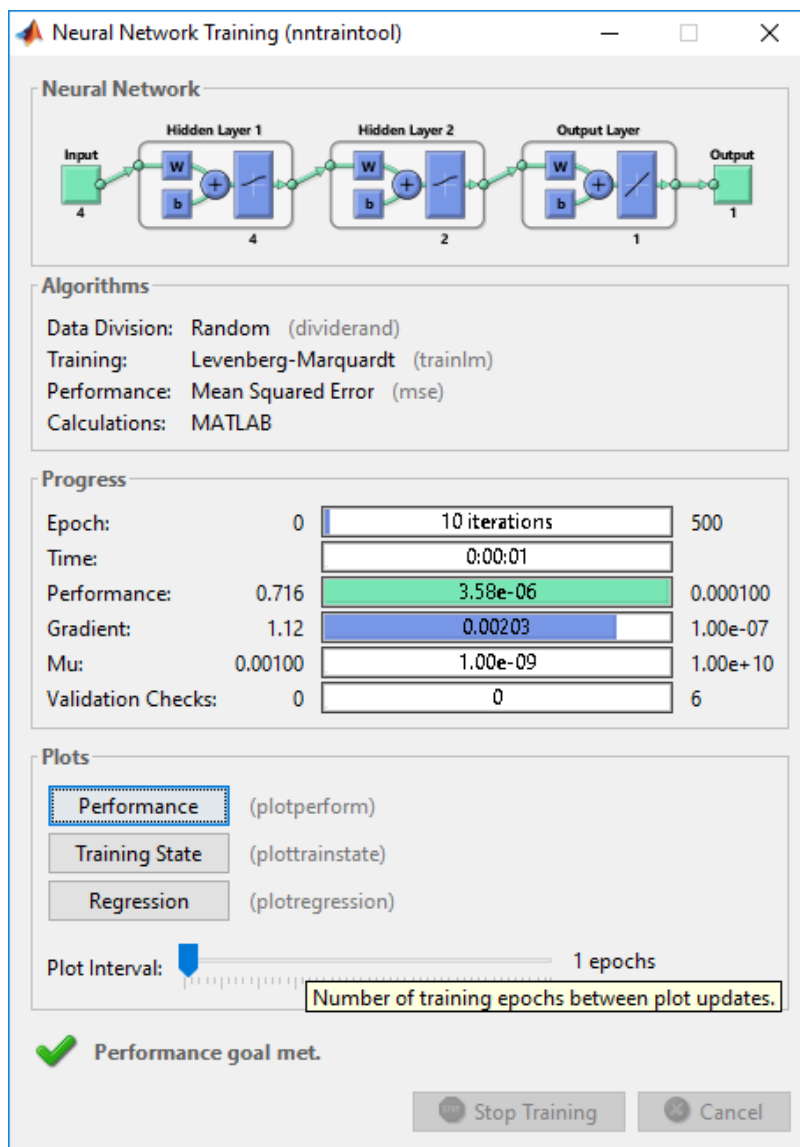 Neural Network Training (nntraintool)
Neural Network
Hidden Layer 1 Hidden Layer 2 Output Layer
Input Output
W W W
b b b
4 1
4 2 1
Algorithms
Data Division: Random (dividerand)
Training: Levenberg-Marquardt (trainlm)
Performance: Mean Squared Error (mse)
Calculations: MATLAB
Progress
Epoch: 0 10 iterations 500
Time: 0:00:01
Performance: 0.716 3.58e-06 0.000100
Gradient: 1.12 0.00203 1.00e-07
Mu: 0.00100 1.00e-09 1.00e+10
Validation Checks: 0 0 6
Plots
Performance (plotperform)
Training State (plottrainstate)
Regression (plotregression)
Plot Interval: 1 epochs
Number of training epochs between plot updates.
Performance goal met.
STOP Stop Training Cancel